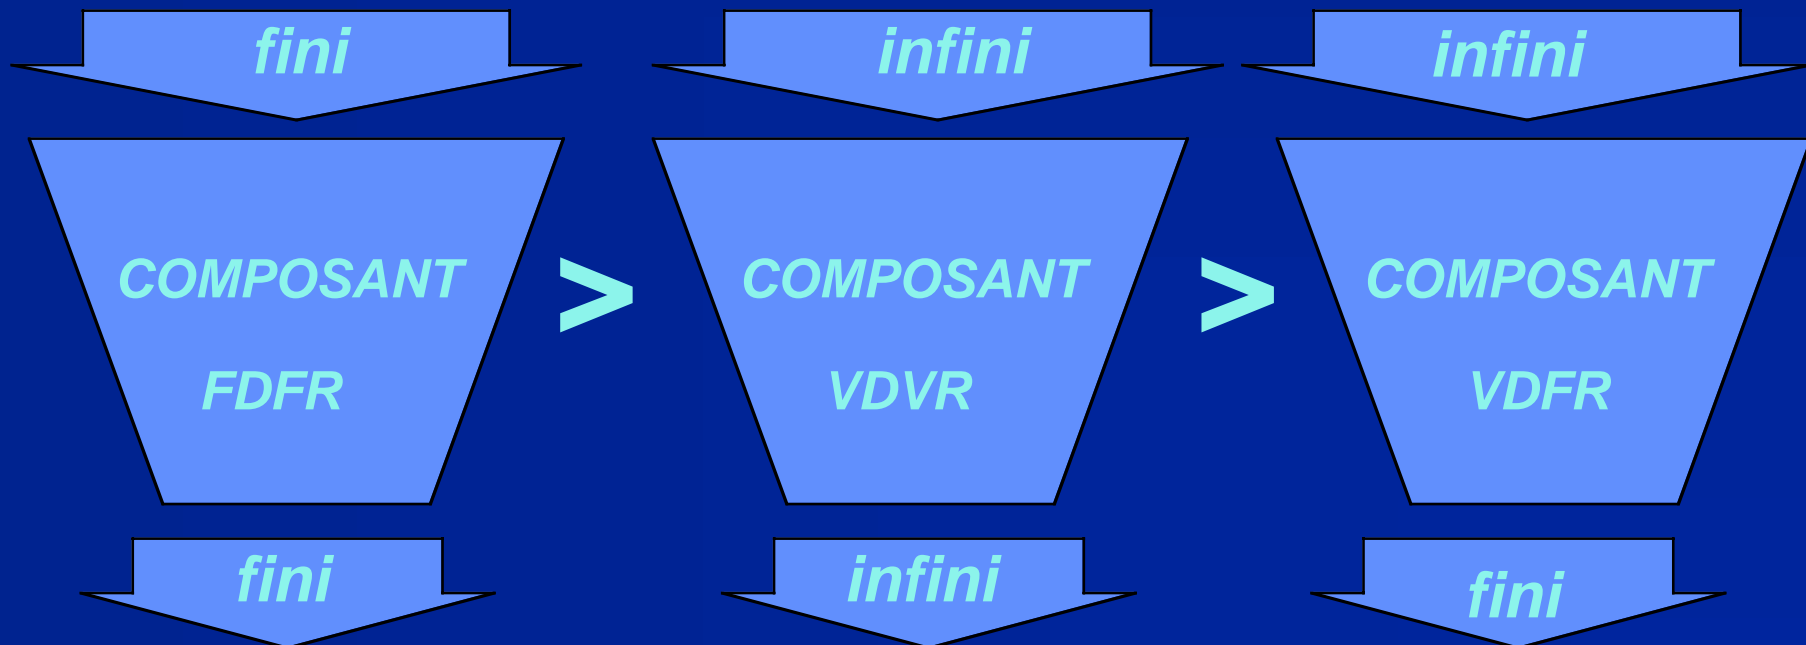 fini
infini
infini
COMPOSANT
FDFR
>
COMPOSANT
VDVR
>
COMPOSANT
VDFR
fini
infini
fini